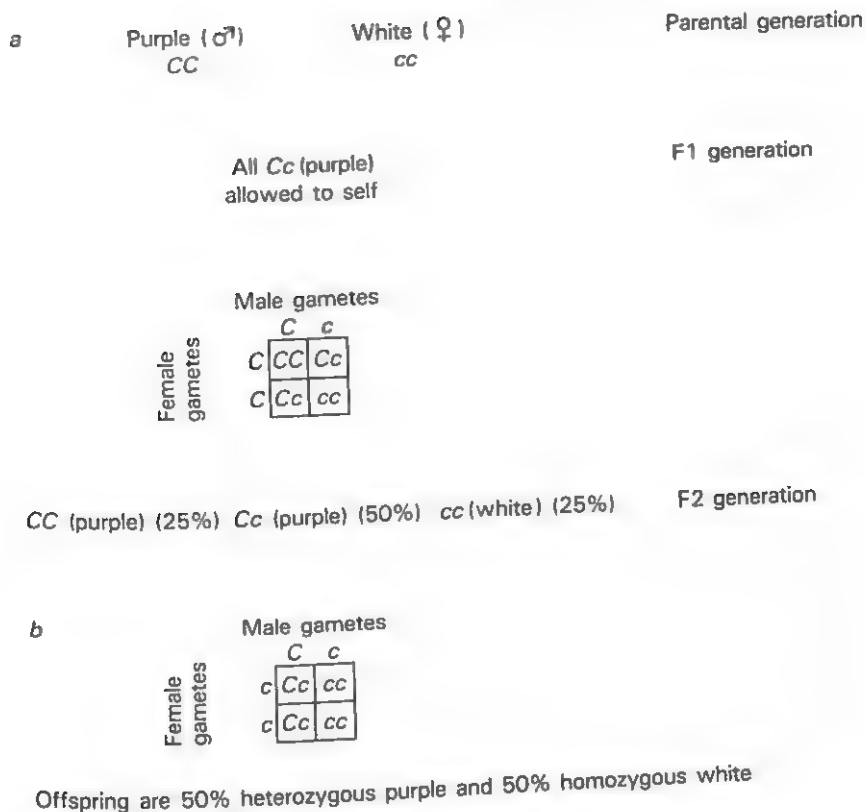 a
Purple (♂) White (♀) Parental generation
CC cc
All Cc (purple) F1 generation
allowed to self
Male gametes
C c
Female
gametes
C CC Cc
C Cc cc
CC (purple) (25%) Cc (purple) (50%) cc (white) (25%) F2 generation
b
Male gametes
C c
Female
gametes
c Cc cc
c Cc cc
Offspring are 50% heterozygous purple and 50% homozygous white